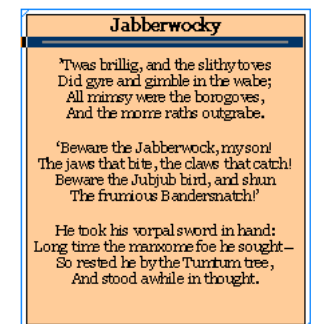 Jabberwocky
’Twas brillig, and the slithy toves
Did gyre and gimble in the wabe;
All mimsy were the borogoves,
And the mome raths outgrabe.
‘Beware the Jabberwock, my son!
The jaws that bite, the claws that catch!
Beware the Jubjub bird, and shun
The frumious Bandersnatch!’
He took his vorpal sword in hand:
Long time the manxome foe he sought—
So rested he by the Tumtum tree,
And stood awhile in thought.